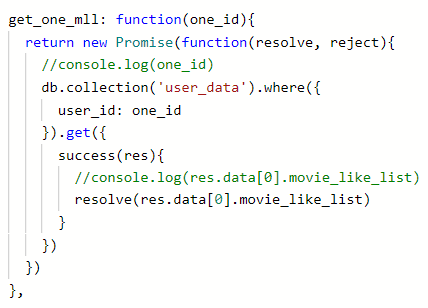 get_one_mll: function(one_id){
  return new Promise(function(resolve, reject){
    //console.log(one_id)
    db.collection('user_data').where({
      user_id: one_id
    }).get({
      success(res){
        //console.log(res.data[0].movie_like_list)
        resolve(res.data[0].movie_like_list)
      }
    })
  })
},